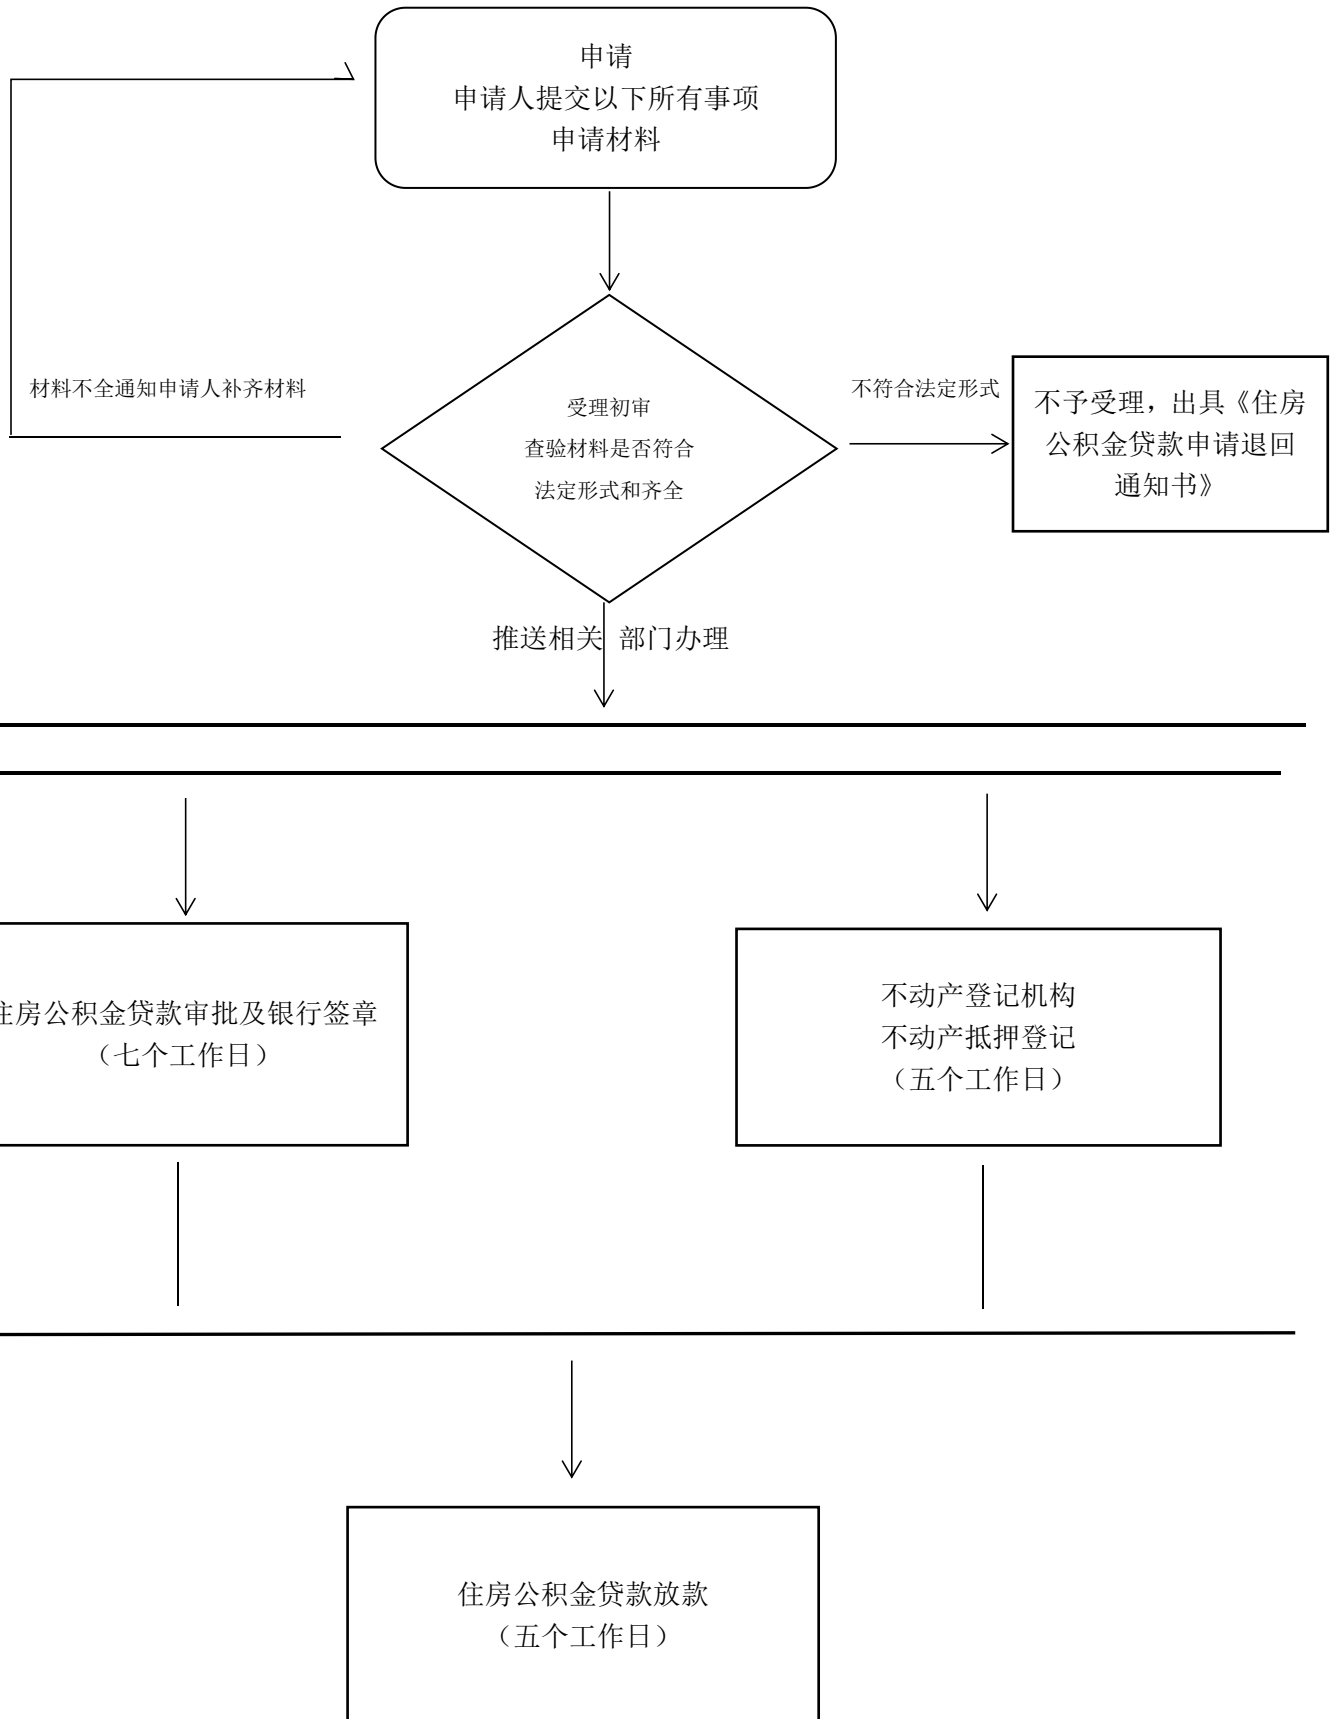 申请
申请人提交以下所有事项
申请材料
材料不全通知申请人补齐材料
受理初审
查验材料是否符合
法定形式和齐全
不符合法定形式
不予受理，出具《住房
公积金贷款申请退回
通知书》
推送相关 部门办理
住房公积金贷款审批及银行签章
（七个工作日）
不动产登记机构
不动产抵押登记
（五个工作日）
住房公积金贷款放款
（五个工作日）